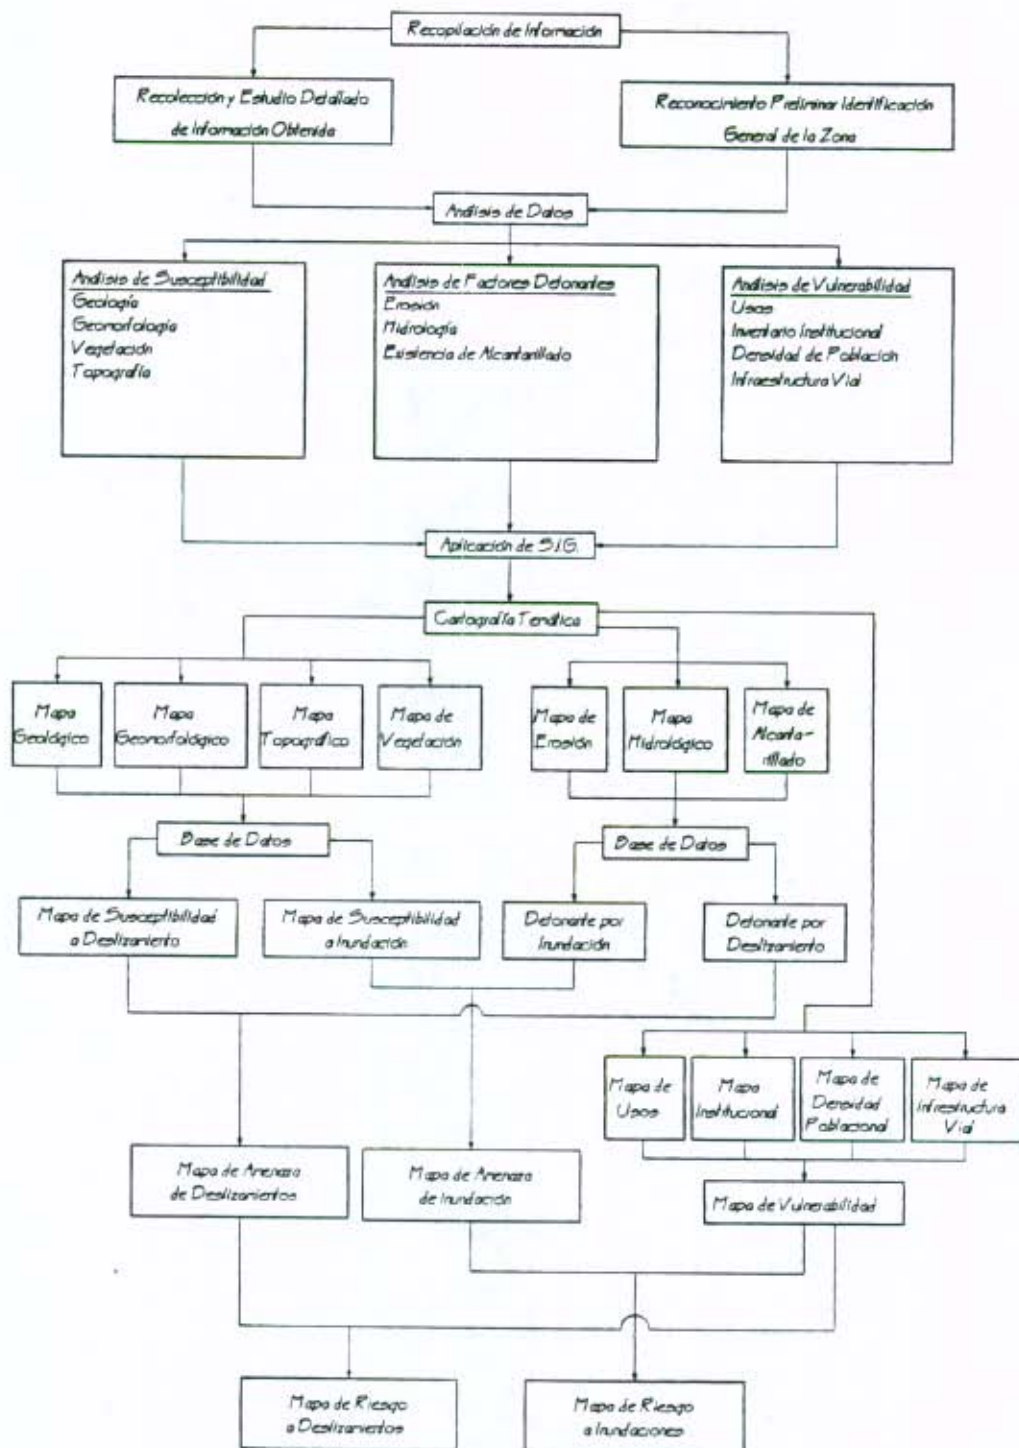 Recopilación de Información
Recolección y Estudio Detallado
de Información Obtenida
Reconocimiento Preliminar Identificación
General de la Zona
Análisis de Datos
Análisis de Susceptibilidad
Geología
Geomorfología
Vegetación
Topografía
Análisis de Factores Detonantes
Erosión
Hidrología
Existencia de Alcantarillado
Análisis de Vulnerabilidad
Usos
Inventario Institucional
Densidad de Población
Infraestructura Vial
Aplicación de S.I.G.
Cartografía Temática
Mapa
Geológico
Mapa
Geomorfológico
Mapa
Topográfico
Mapa de
Vegetación
Mapa de
Erosión
Mapa
Hidrológico
Mapa de
Alcanta-
rillado
Base de Datos
Base de Datos
Mapa de Susceptibilidad
a Deslizamiento
Mapa de Susceptibilidad
a Inundación
Detonante por
Inundación
Detonante por
Deslizamiento
Mapa de
Usos
Mapa
Institucional
Mapa de
Densidad
Poblacional
Mapa de
Infrestructura
Vial
Mapa de Amenaza
de Deslizamientos
Mapa de Amenaza
de Inundación
Mapa de Vulnerabilidad
Mapa de Riesgo
a Deslizamientos
Mapa de Riesgo
a Inundaciones